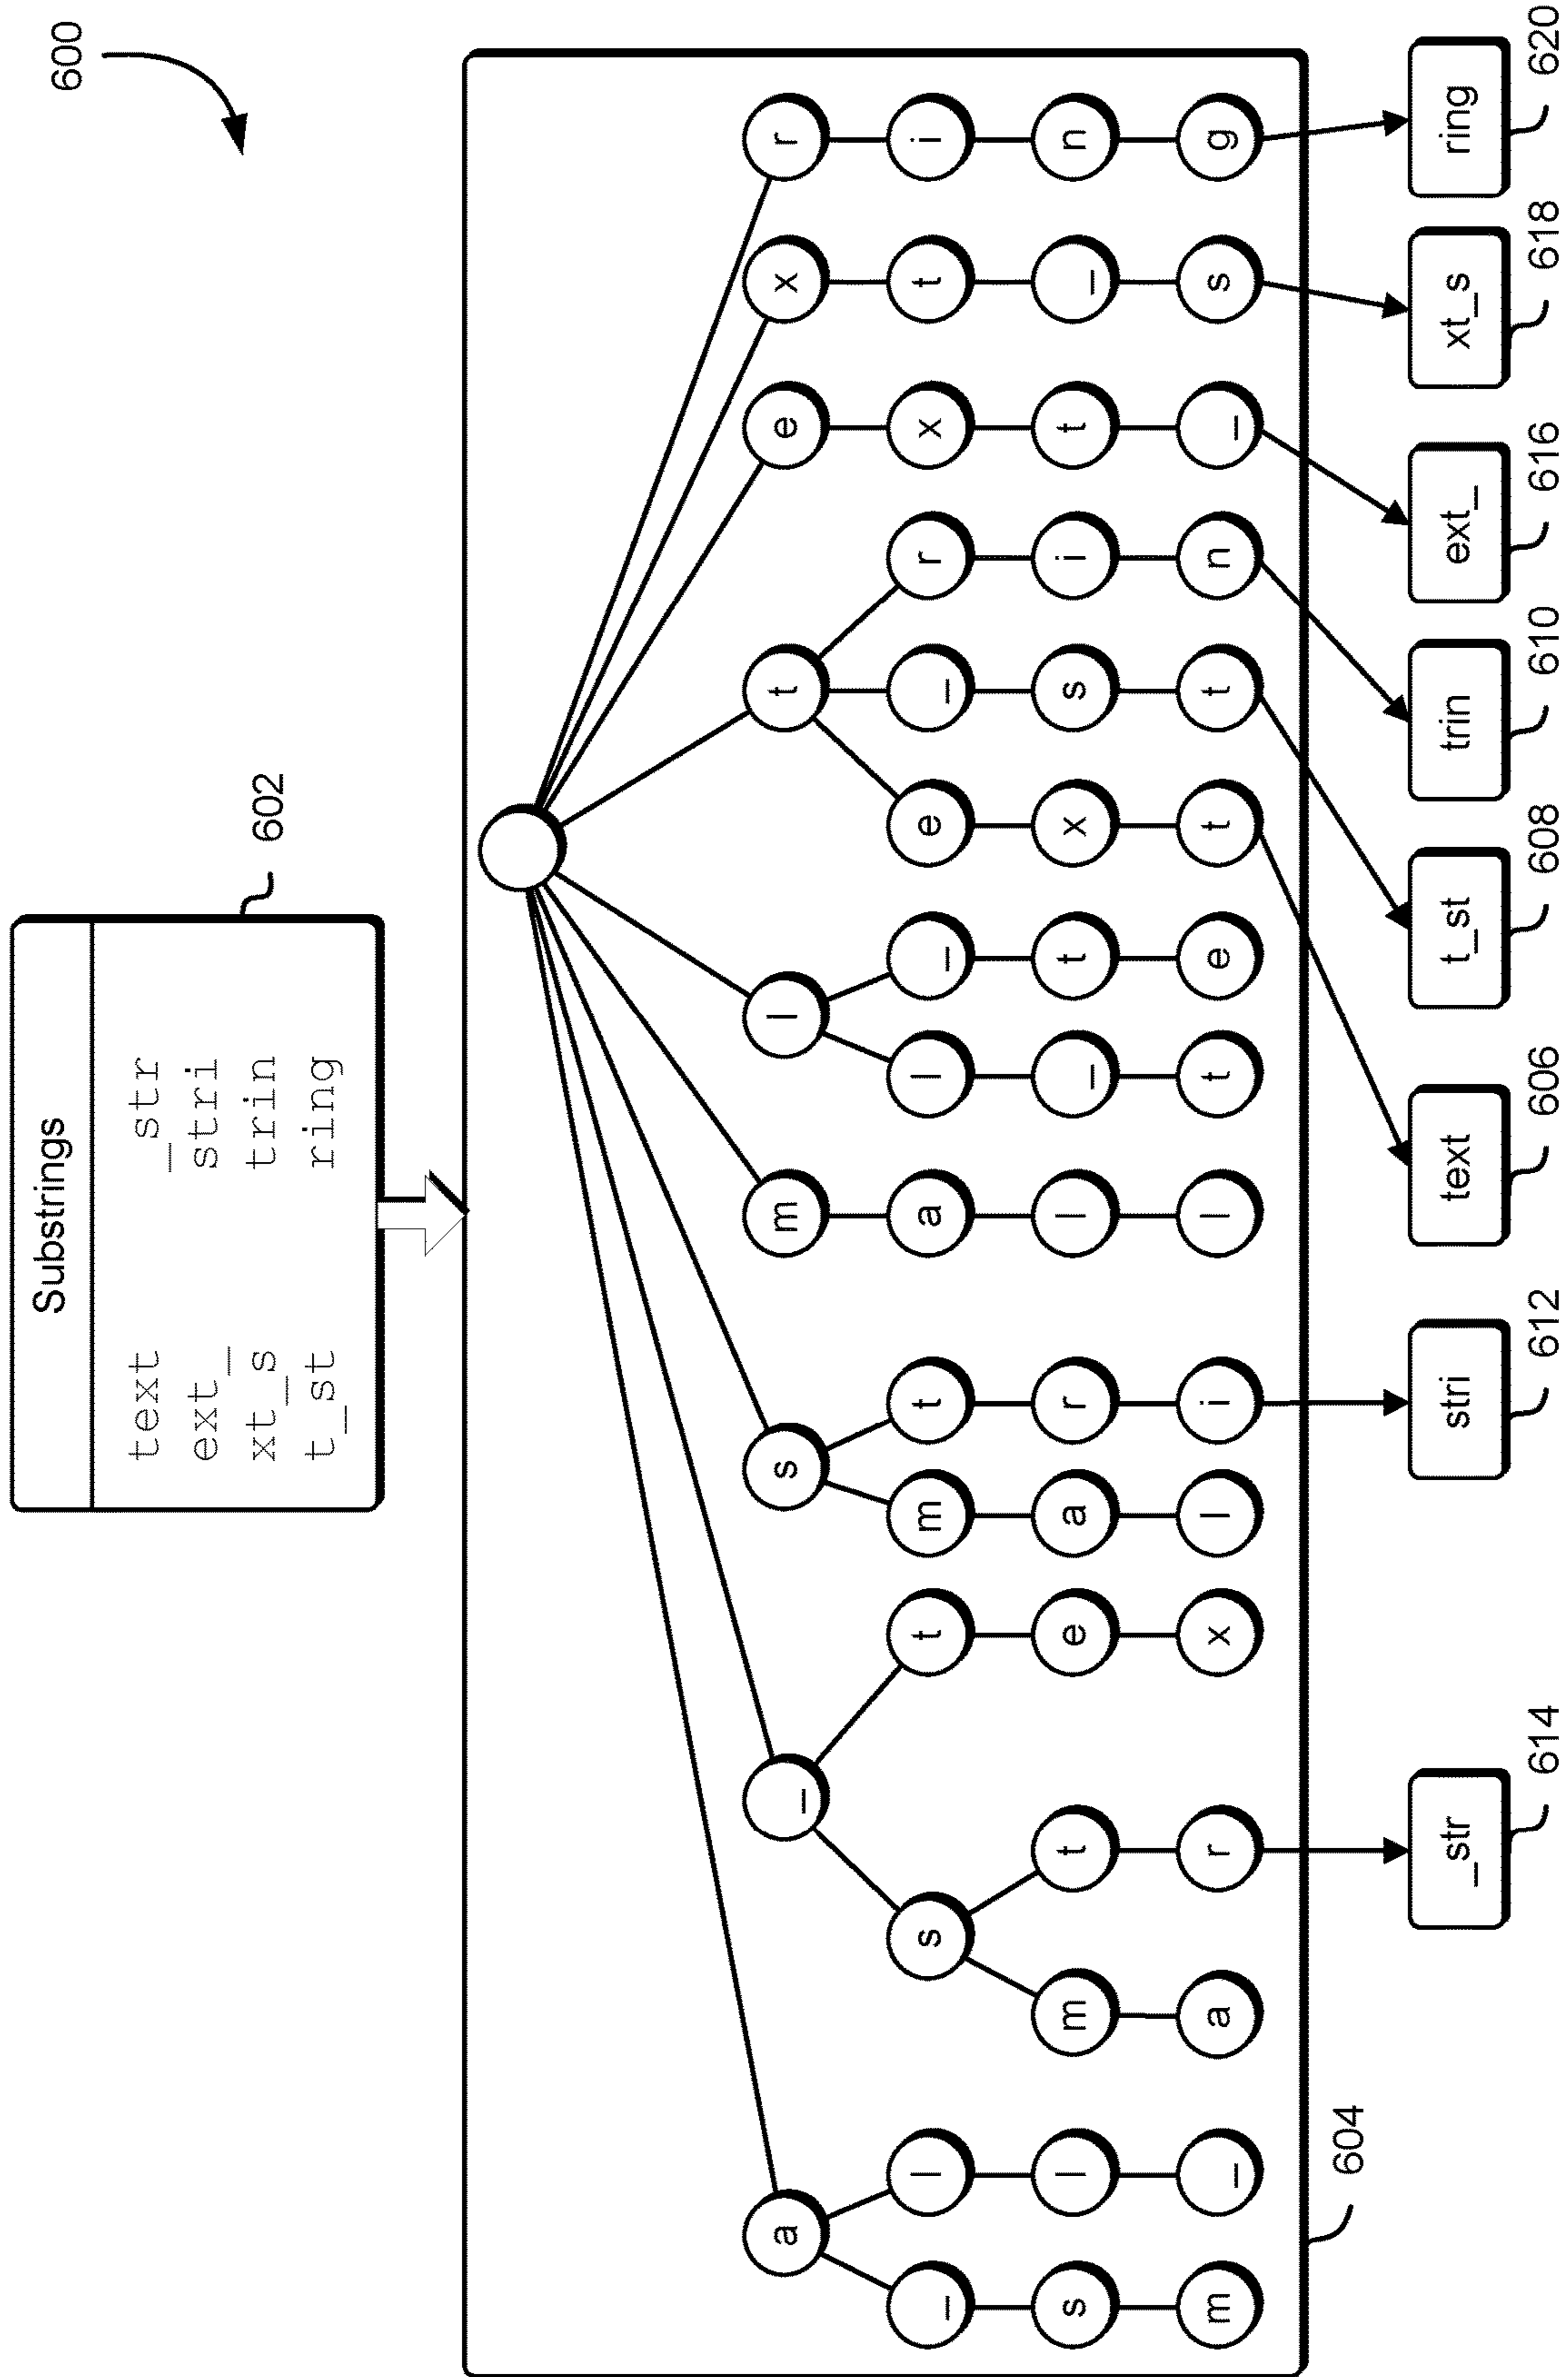 600
Substrings
text _str
ext_ stri
xt_s trin
t_st ring
602
a _ s m l t e x r
_ l s t m t a l _ e _ r x t i
s l m t e a r l _ t x s i t _ n
m _ a r x l i l t e t t n _ s g
604
_str stri text t_st trin ext_ xt_s ring
614 612 606 608 610 616 618 620